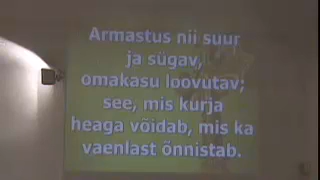 Armastus nii suur
ja sügav,
omakasu loovutav;
see, mis kurja
heaga võidab, mis ka
vaenlast õnnistab.